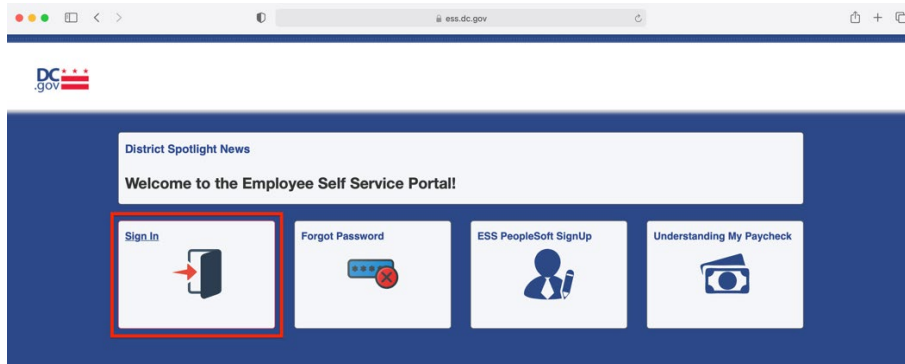 ess.dc.gov
DC
.gov
District Spotlight News
Welcome to the Employee Self Service Portal!
Sign In
Forgot Password
ESS PeopleSoft SignUp
Understanding My Paycheck